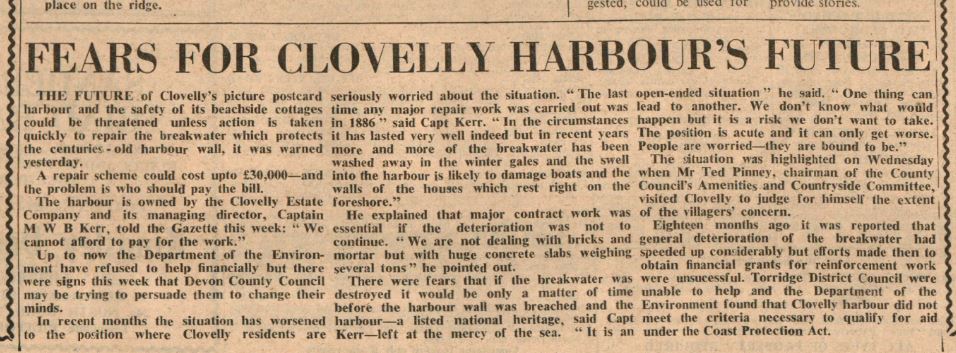 place on the ridge.
gested, could be used for
provide stories.
FEARS FOR CLOVELLY HARBOUR'S FUTURE
THE FUTURE of Clovelly's picture postcard
harbour and the safety of its beachside cottages
could be threatened unless action is taken
quickly to repair the breakwater which protects
the centuries-old harbour wall, it was warned
yesterday.
A repair scheme could cost upto £30,000—and
the problem is who should pay the bill.
The harbour is owned by the Clovelly Estate
Company and its managing director, Captain
M W B Kerr, told the Gazette this week: "We
cannot afford to pay for the work."
Up to now the Department of the Environ-
ment have refused to help financially but there
were signs this week that Devon County Council
may be trying to persuade them to change their
minds.
In recent months the situation has worsened
to the position where Clovelly residents are
seriously worried about the situation. "The last
time any major repair work was carried out was
in 1886" said Capt Kerr. "In the circumstances
it has lasted very well indeed but in recent years
more and more of the breakwater has been
washed away in the winter gales and the swell
into the harbour is likely to damage boats and the
walls of the houses which rest right on the
foreshore."
He explained that major contract work was
essential if the deterioration was not to
continue. "We are not dealing with bricks and
mortar but with huge concrete slabs weighing
several tons" he pointed out.
There were fears that if the breakwater was
destroyed it would be only a matter of time
before the harbour wall was breached and the
harbour—a listed national heritage, said Capt
Kerr—left at the mercy of the sea. "It is an
open-ended situation" he said. "One thing can
lead to another. We don't know what would
happen but it is a risk we don't want to take.
The position is acute and it can only get worse.
People are worried—they are bound to be."
The situation was highlighted on Wednesday
when Mr Ted Pinney, chairman of the County
Council's Amenities and Countryside Committee,
visited Clovelly to judge for himself the extent
of the villagers' concern.
Eighteen months ago it was reported that
general deterioration of the breakwater had
speeded up considerably but efforts made then to
obtain financial grants for reinforcement work
were unsucessful. Torridge District Council were
unable to help and the Department of the
Environment found that Clovelly harbour did not
meet the criteria necessary to qualify for aid
under the Coast Protection Act.